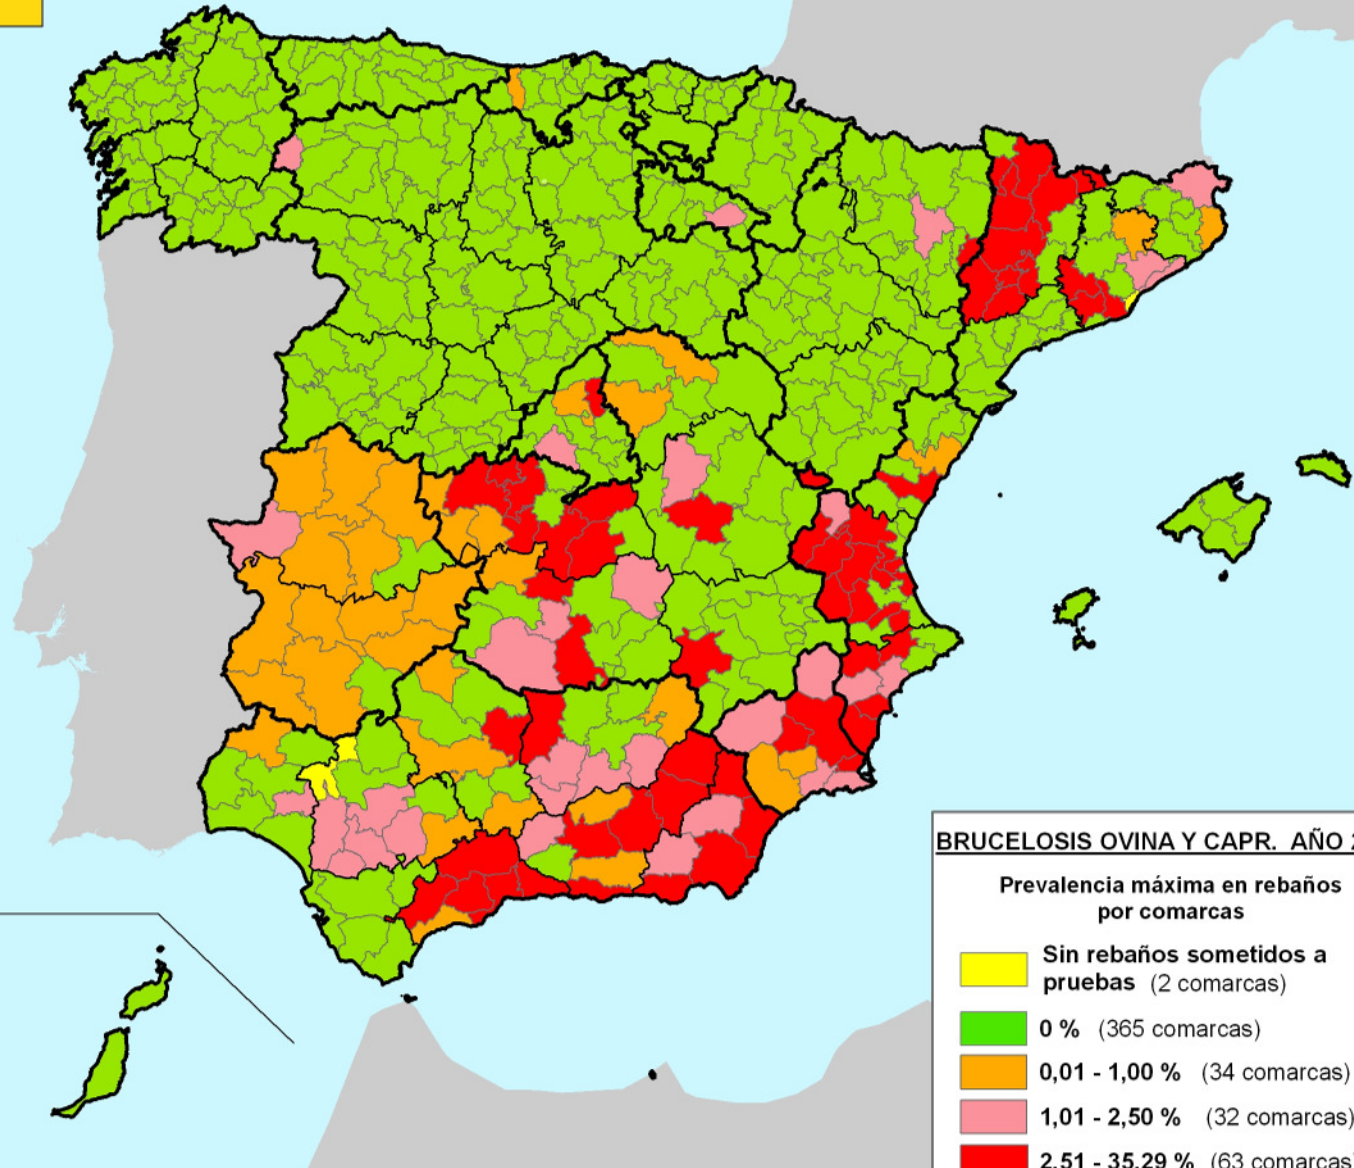 BRUCELOSIS OVINA Y CAPR. AÑO
Prevalencia máxima en rebaños
por comarcas
Sin rebaños sometidos a
pruebas (2 comarcas)
0 % (365 comarcas)
0,01 - 1,00 % (34 comarcas)
1,01 - 2,50 % (32 comarcas)
2,51 - 35,29 % (63 comarcas